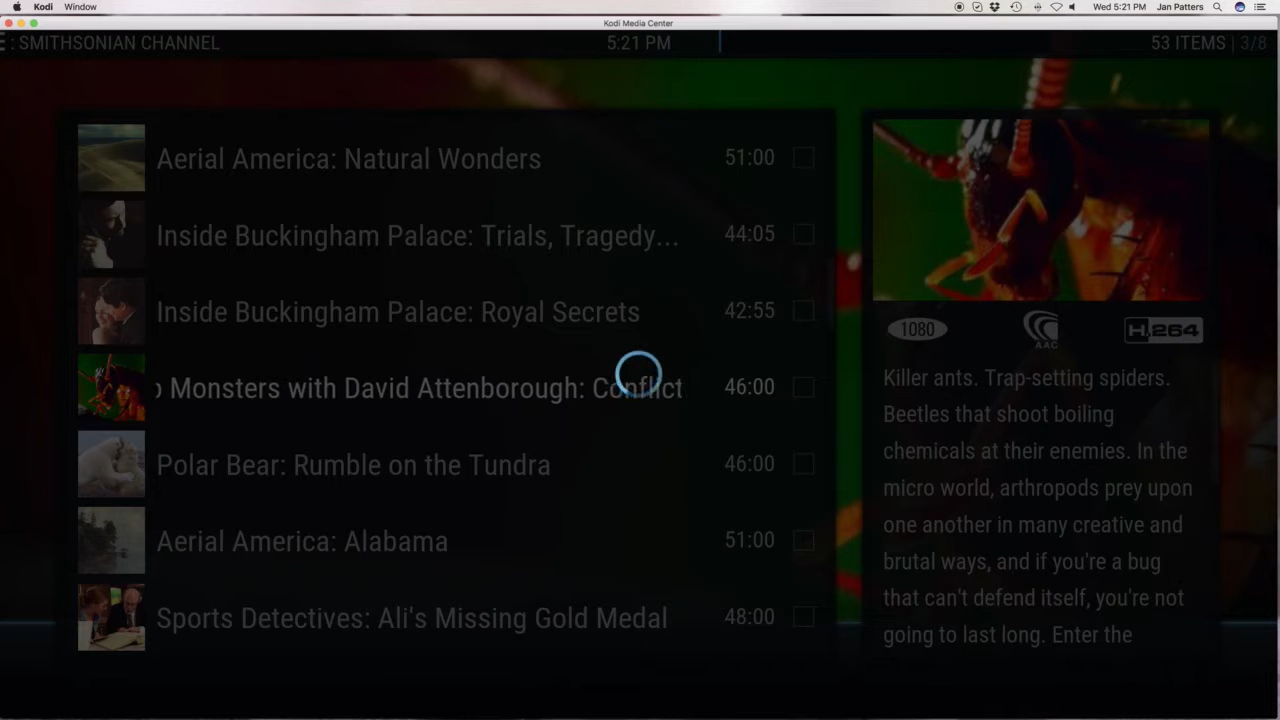 Kodi Window Wed 5:21 PM Jan Patters
Kodi Media Center
: SMITHSONIAN CHANNEL 5:21 PM 53 ITEMS | 3/8
Aerial America: Natural Wonders 51:00
Inside Buckingham Palace: Trials, Tragedy... 44:05
Inside Buckingham Palace: Royal Secrets 42:55
o Monsters with David Attenborough: Conflict 46:00
Polar Bear: Rumble on the Tundra 46:00
Aerial America: Alabama 51:00
Sports Detectives: Ali's Missing Gold Medal 48:00
1080 AAC H.264
Killer ants. Trap-setting spiders.
Beetles that shoot boiling
chemicals at their enemies. In the
micro world, arthropods prey upon
one another in many creative and
brutal ways, and if you're a bug
that can't defend itself, you're not
going to last long. Enter the